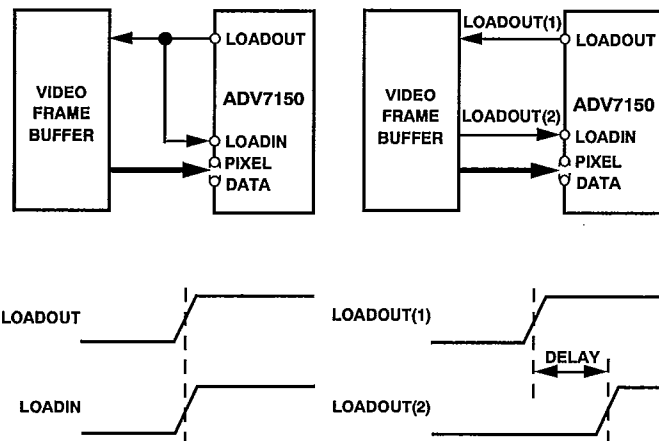 LOADOUT
VIDEO
FRAME
BUFFER
ADV7150
LOADIN
PIXEL
DATA
LOADOUT(1)
LOADOUT
VIDEO
FRAME
BUFFER
ADV7150
LOADOUT(2)
LOADIN
PIXEL
DATA
LOADOUT
LOADIN
LOADOUT(1)
DELAY
LOADOUT(2)